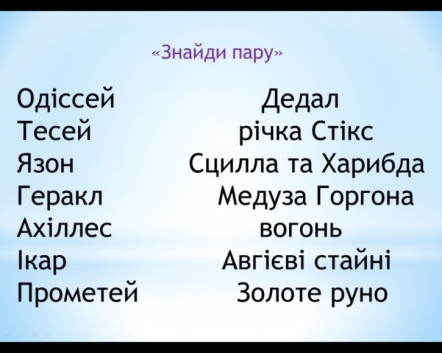 «Знайди пару»
Одіссей Дедал
Тесей річка Стікс
Язон Сцилла та Харибда
Геракл Медуза Горгона
Ахіллес вогонь
Ікар Авгієві стайні
Прометей Золоте руно